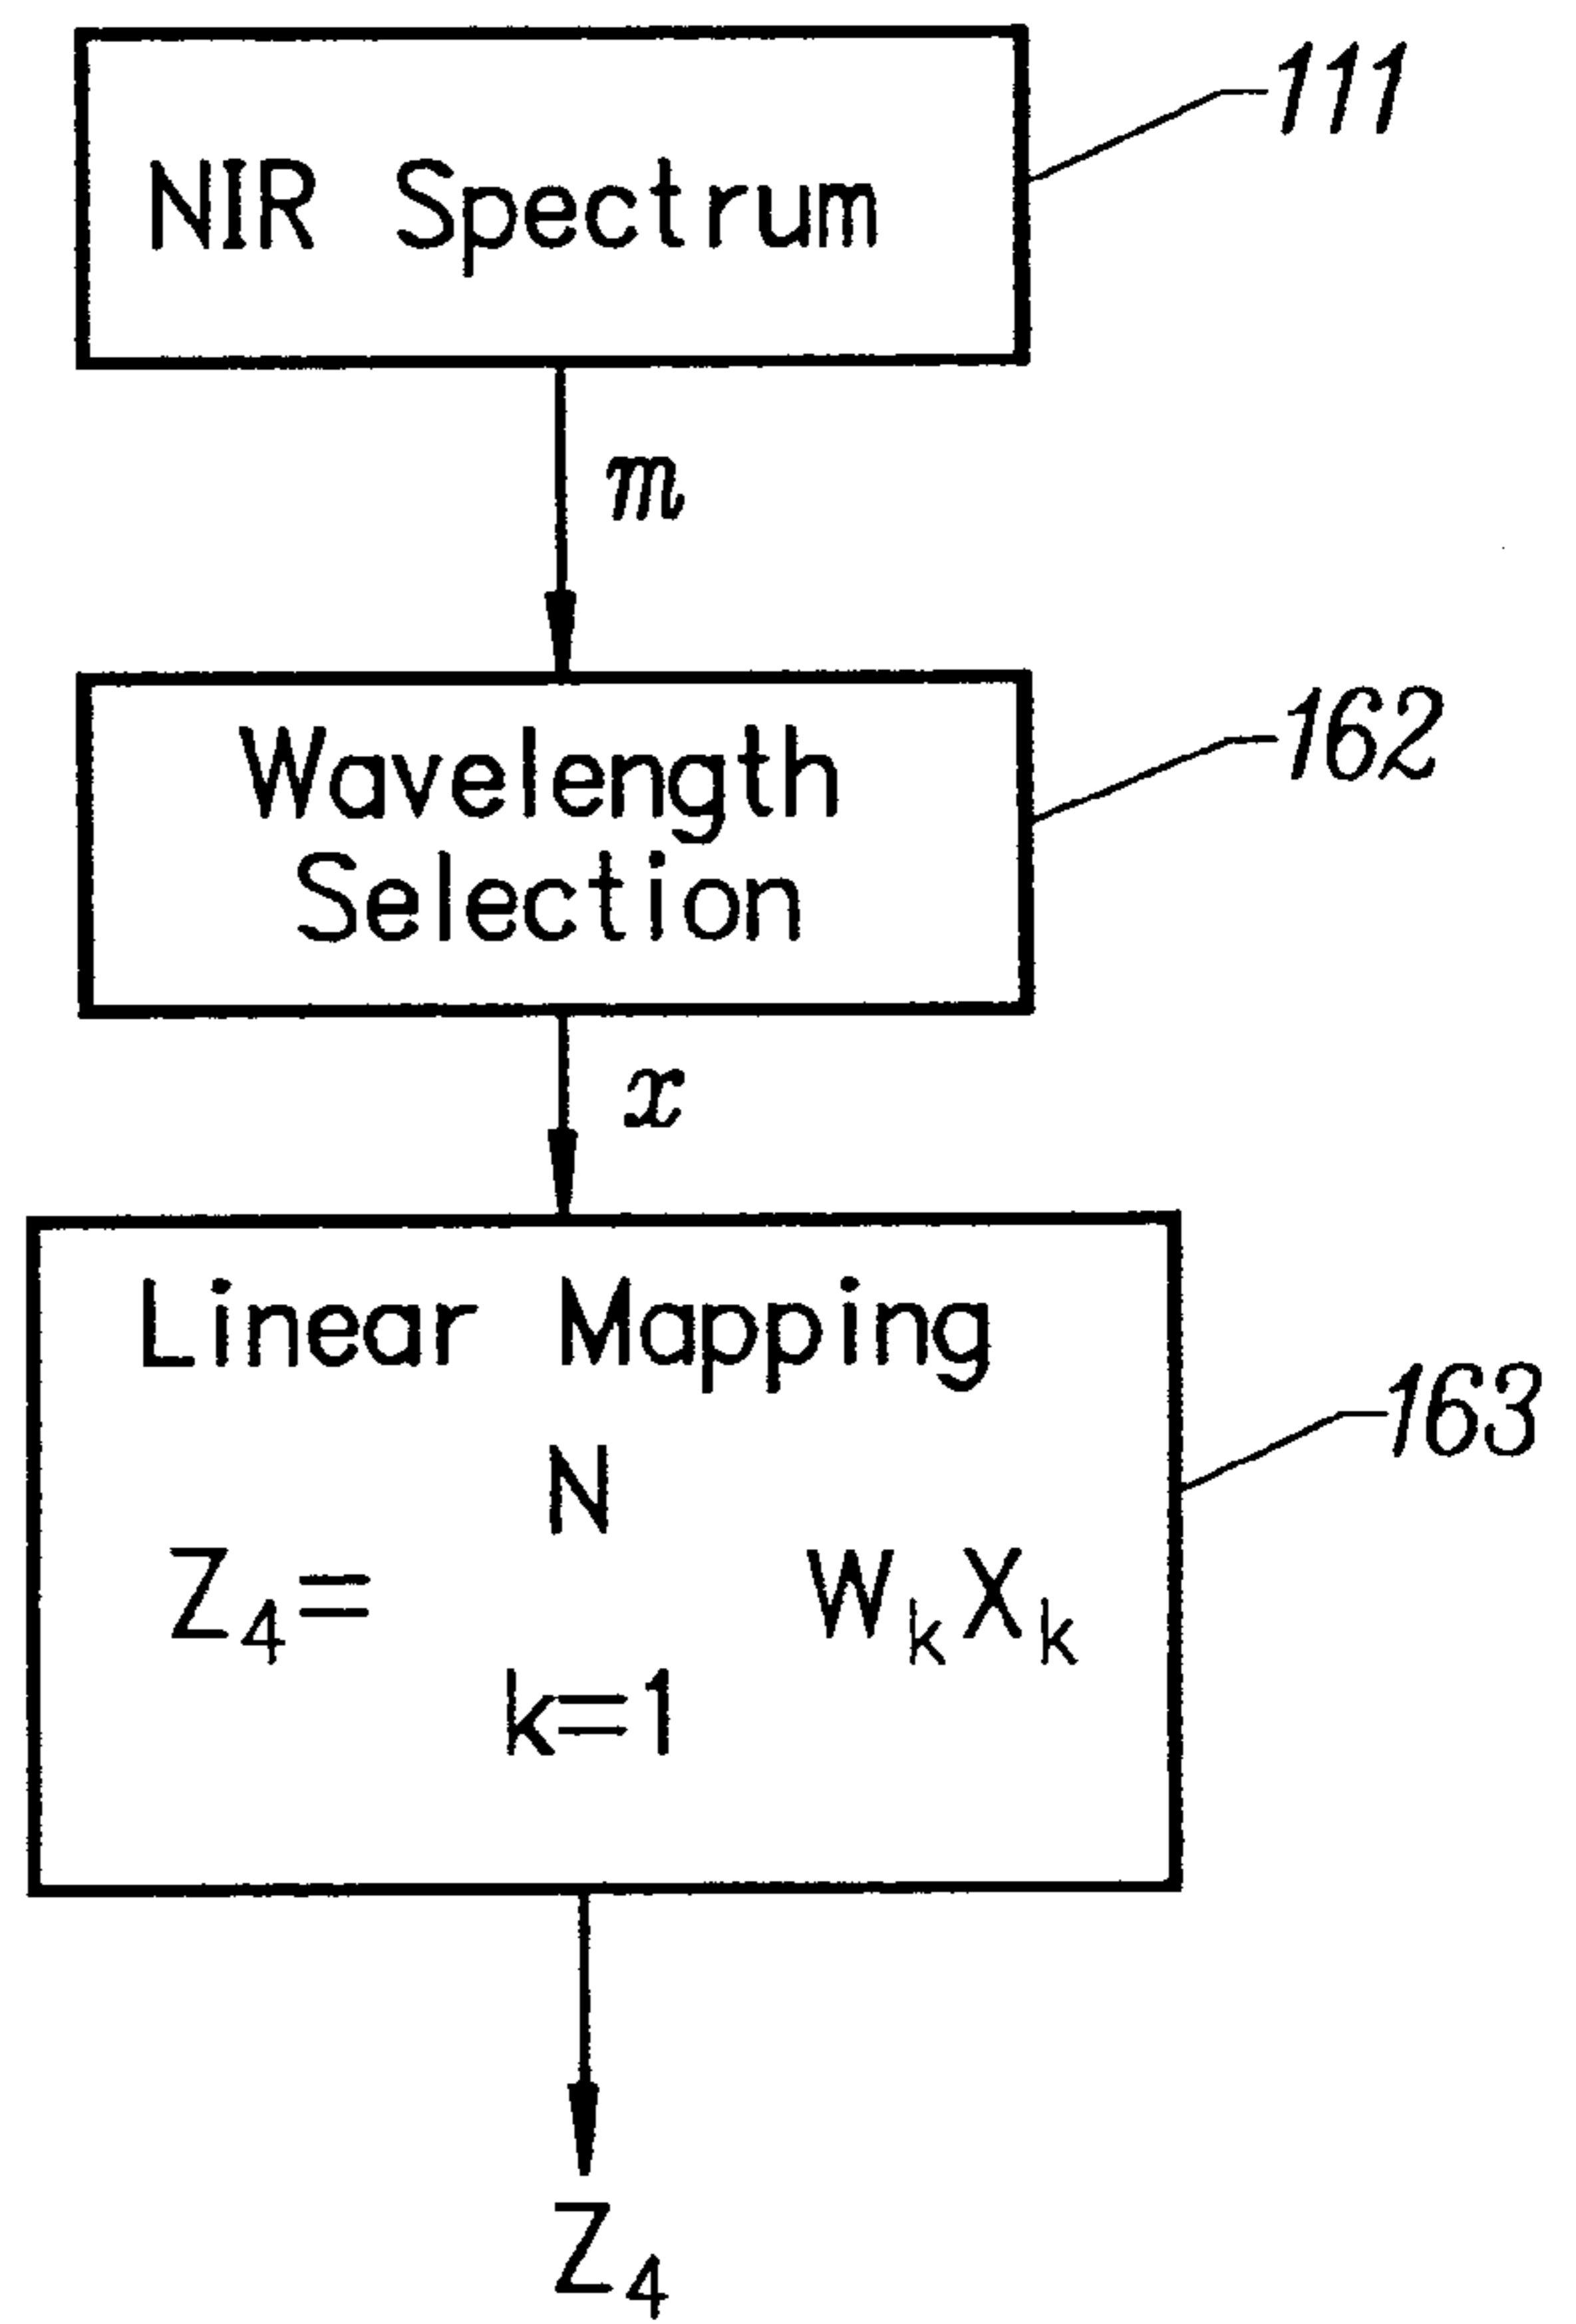 NIR Spectrum
111
m
Wavelength
Selection
162
x
Linear Mapping
163
N
Z4= WkXk
k=1
Z4